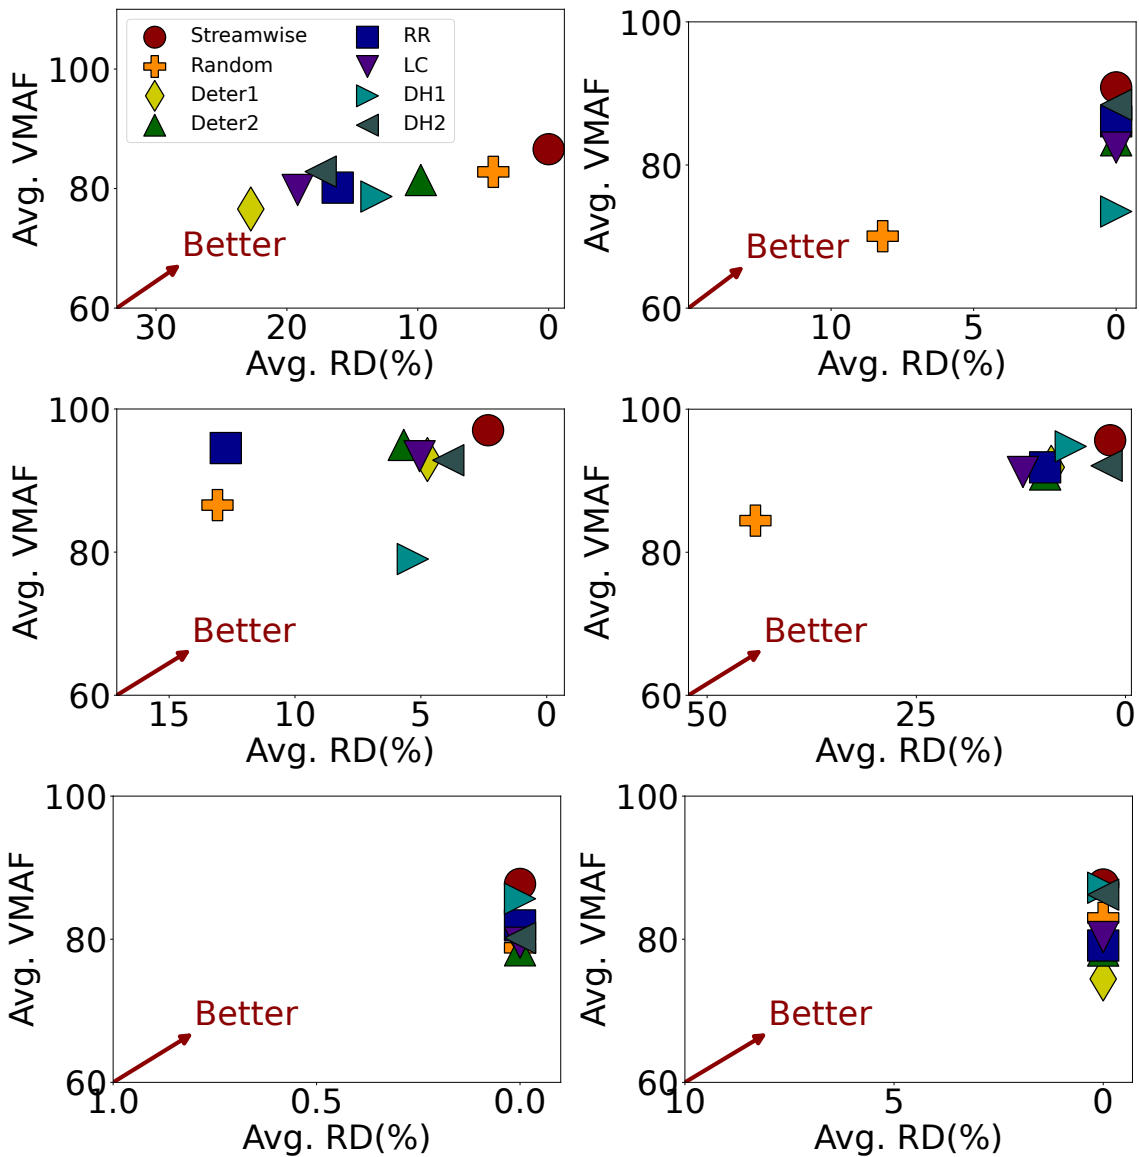 Streamwise
Random
Deter1
Deter2
RR
LC
DH1
DH2
100
80
60
Avg. VMAF
Better
30
20
10
0
Avg. RD(%)
100
80
60
Avg. VMAF
Better
10
5
0
Avg. RD(%)
100
80
60
Avg. VMAF
Better
15
10
5
0
Avg. RD(%)
100
80
60
Avg. VMAF
Better
50
25
0
Avg. RD(%)
100
80
60
Avg. VMAF
Better
1.0
0.5
0.0
Avg. RD(%)
100
80
60
Avg. VMAF
Better
10
5
0
Avg. RD(%)